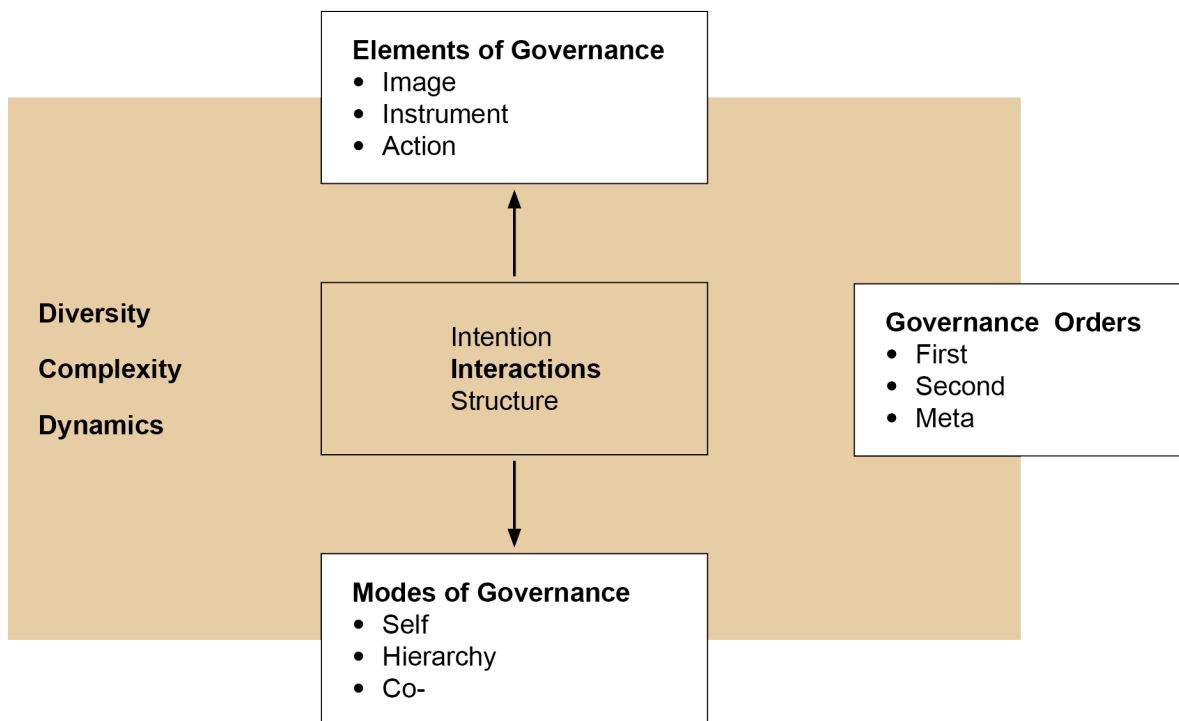 Elements of Governance
• Image
• Instrument
• Action
Diversity
Complexity
Dynamics
Intention
Interactions
Structure
Governance Orders
• First
• Second
• Meta
Modes of Governance
• Self
• Hierarchy
• Co-